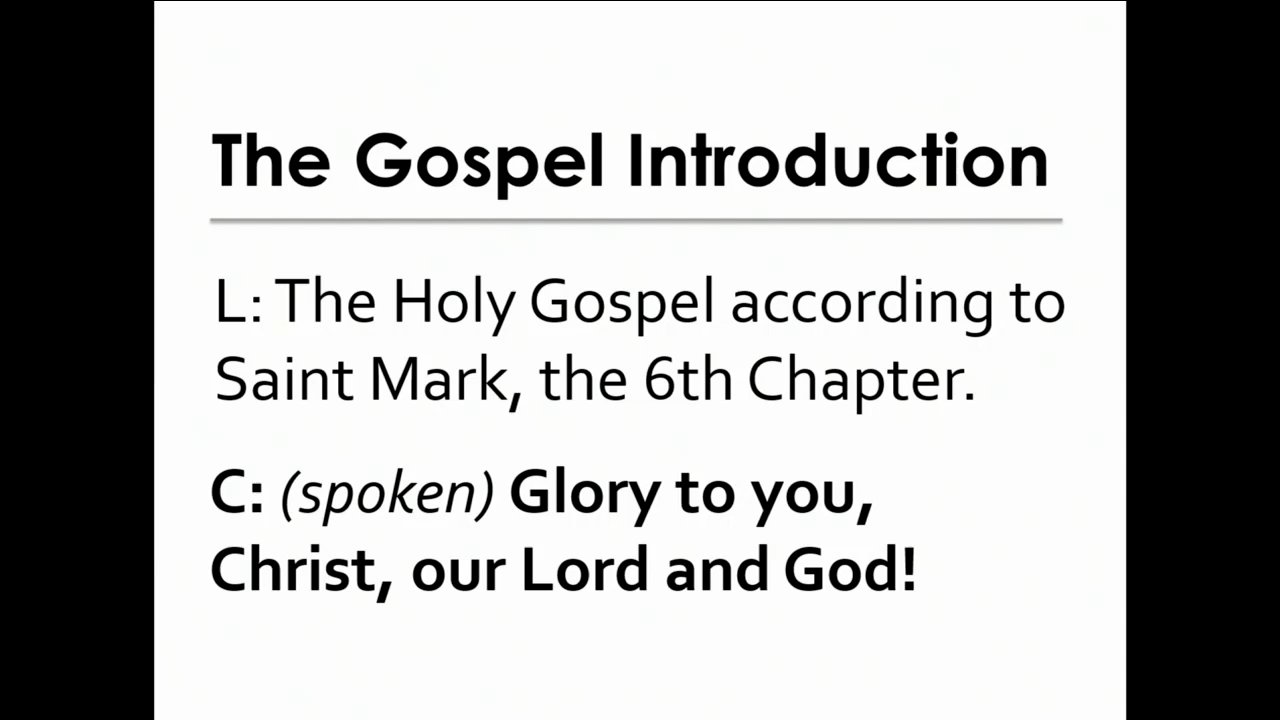 The Gospel Introduction
L: The Holy Gospel according to
Saint Mark, the 6th Chapter.
C: (spoken) Glory to you,
Christ, our Lord and God!